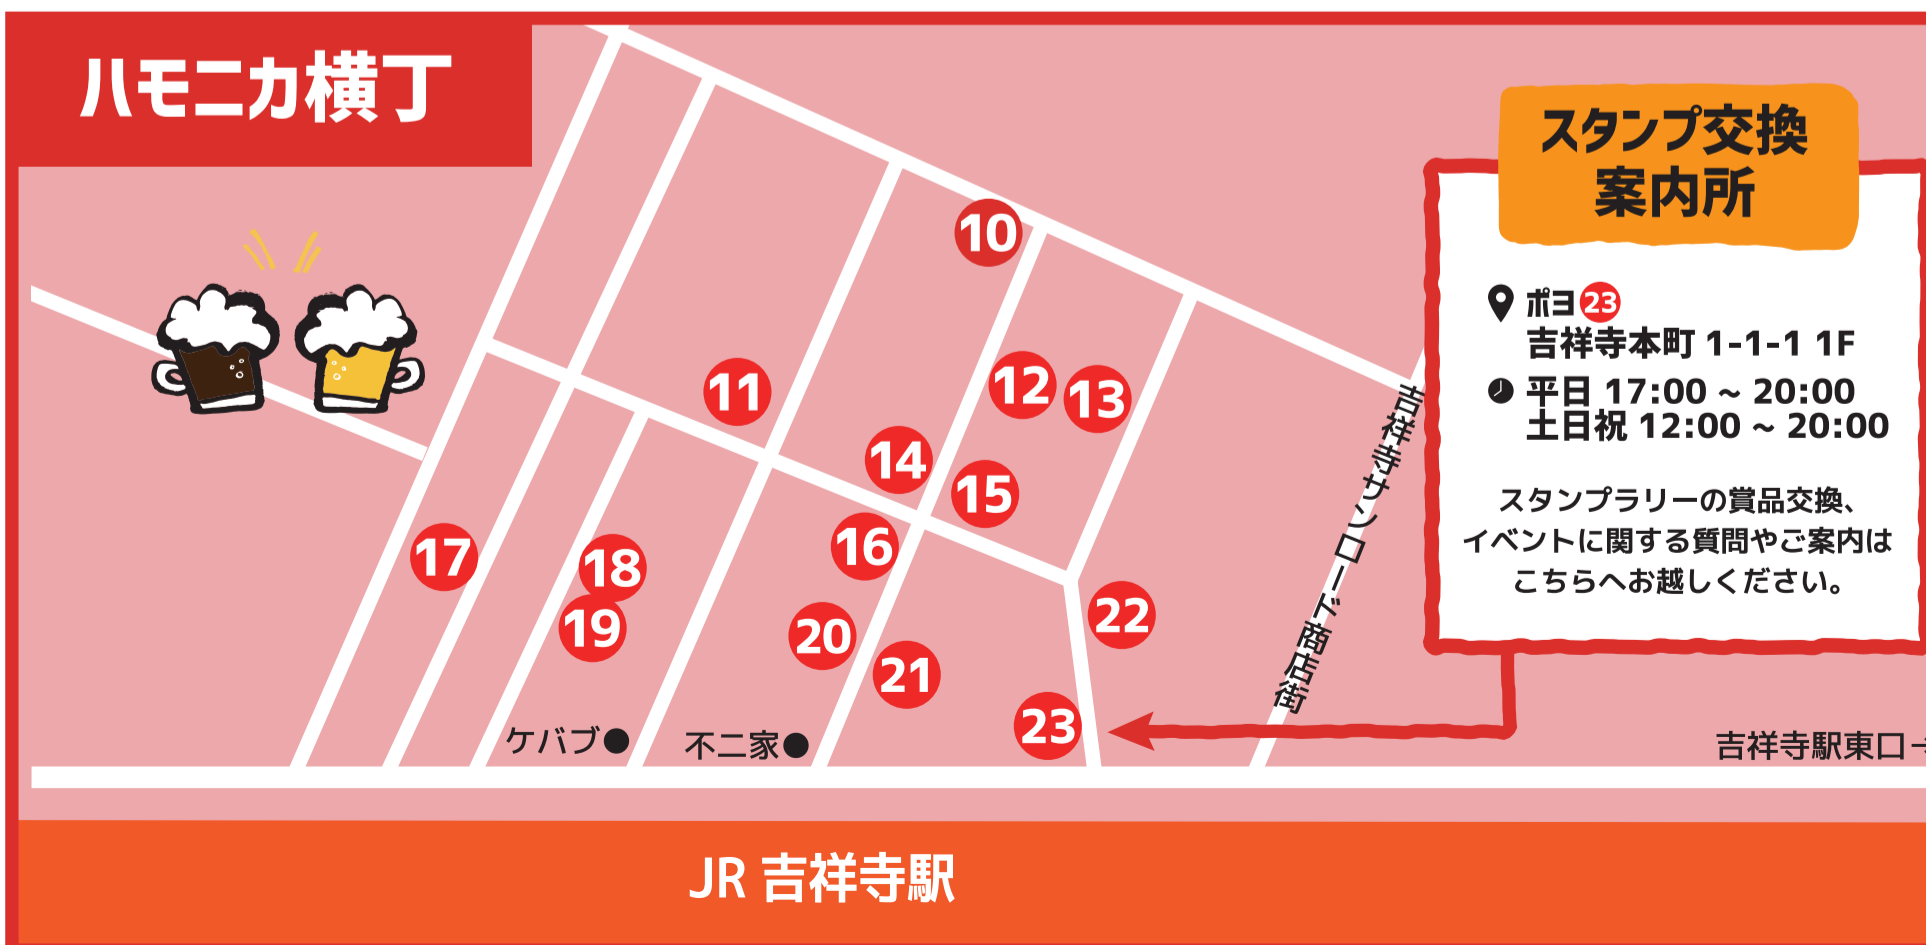 ハモニカ横丁
スタンプ交換
案内所
ポヨ 23
吉祥寺本町 1-1-1 1F
平日 17:00 ~ 20:00
土日祝 12:00 ~ 20:00
スタンプラリーの賞品交換、
イベントに関する質問やご案内は
こちらへお越しください。
10
11
12
13
14
15
16
17
18
19
20
21
22
23
吉祥寺サンロード商店街
ケバブ●
不二家●
吉祥寺駅東口→
JR 吉祥寺駅